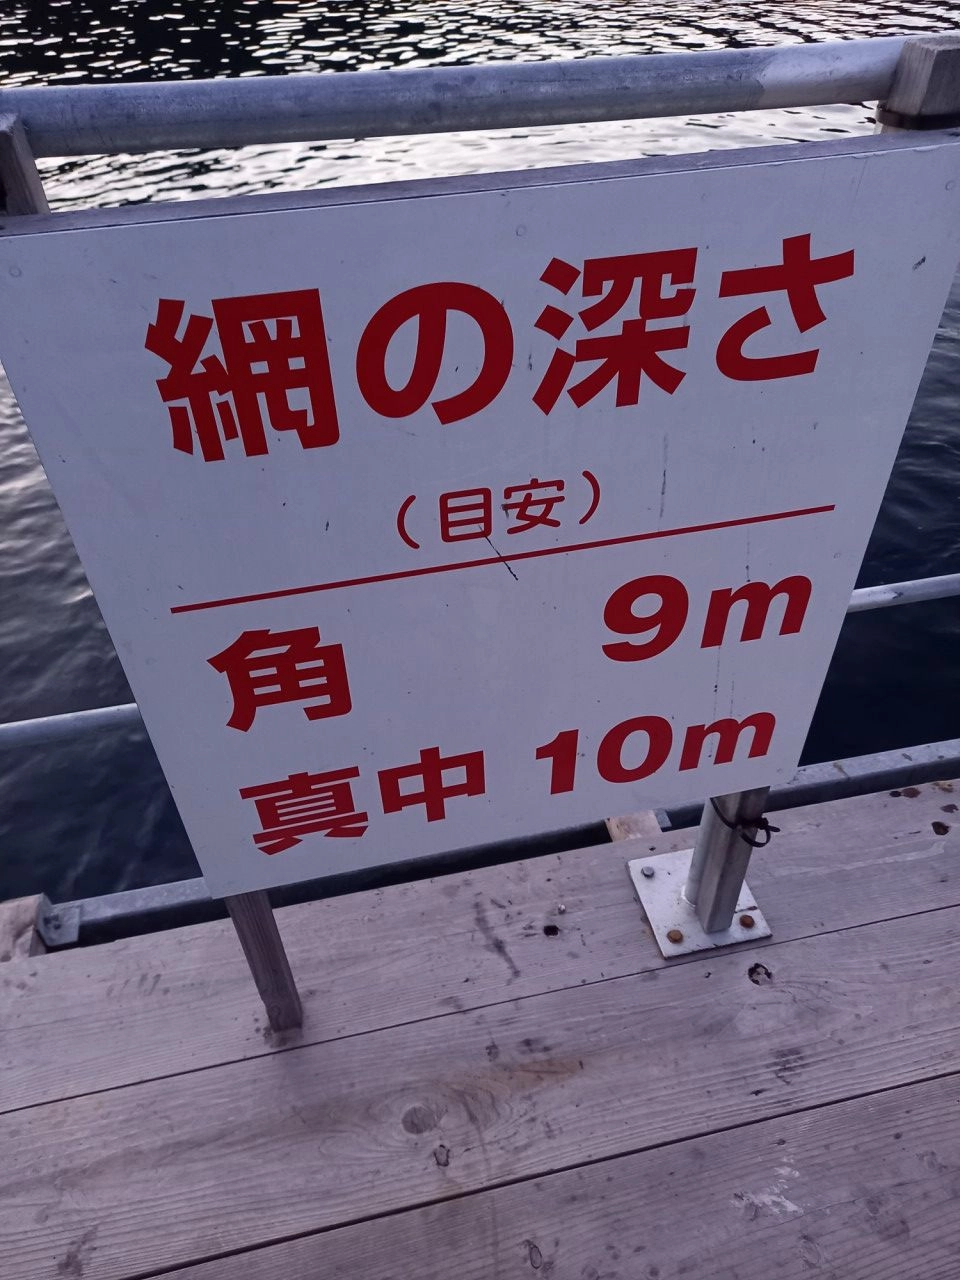 網の深さ
（目安）
角 9m
真中 10m